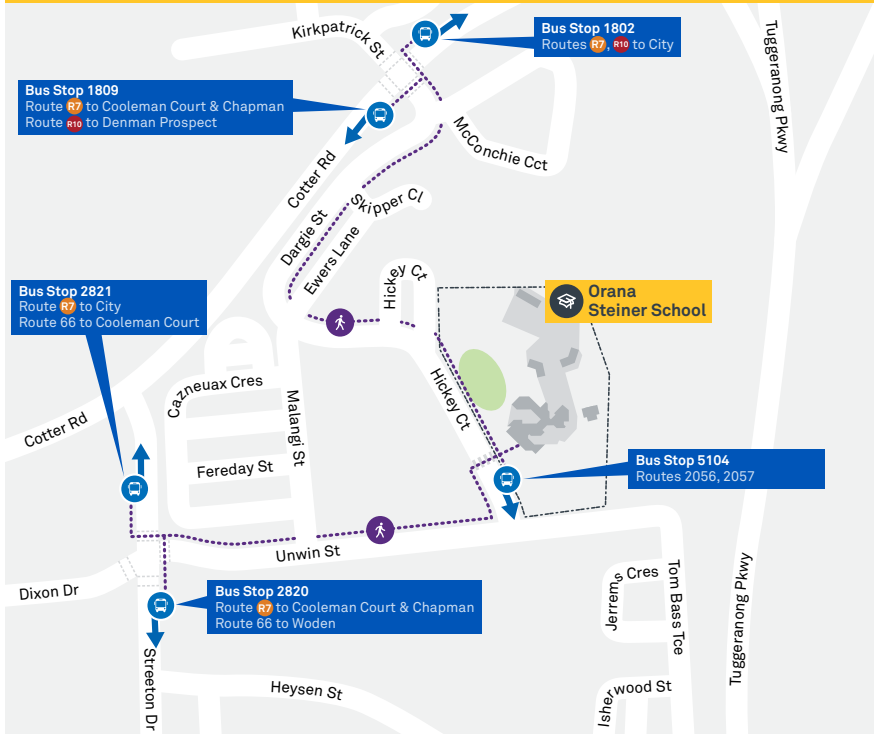 Kirkpatrick St
Bus Stop 1802
Routes R7, R10 to City
Tuggeranong Pkwy
Bus Stop 1809
Route R7 to Cooleman Court & Chapman
Route R10 to Denman Prospect
McConchie Cct
Cotter Rd
Skipper Cl
Dargie St
Ewers Lane
Hickey Ct
Orana
Steiner School
Bus Stop 2821
Route R7 to City
Route 66 to Cooleman Court
Cazneuax Cres
Malangi St
Hickey Ct
Cotter Rd
Fereday St
Bus Stop 5104
Routes 2056, 2057
Unwin St
Dixon Dr
Bus Stop 2820
Route R7 to Cooleman Court & Chapman
Route 66 to Woden
Jerrems Cres
Tom Bass Tce
Tuggeranong Pkwy
Streeton Dr
Heysen St
Isherwood St